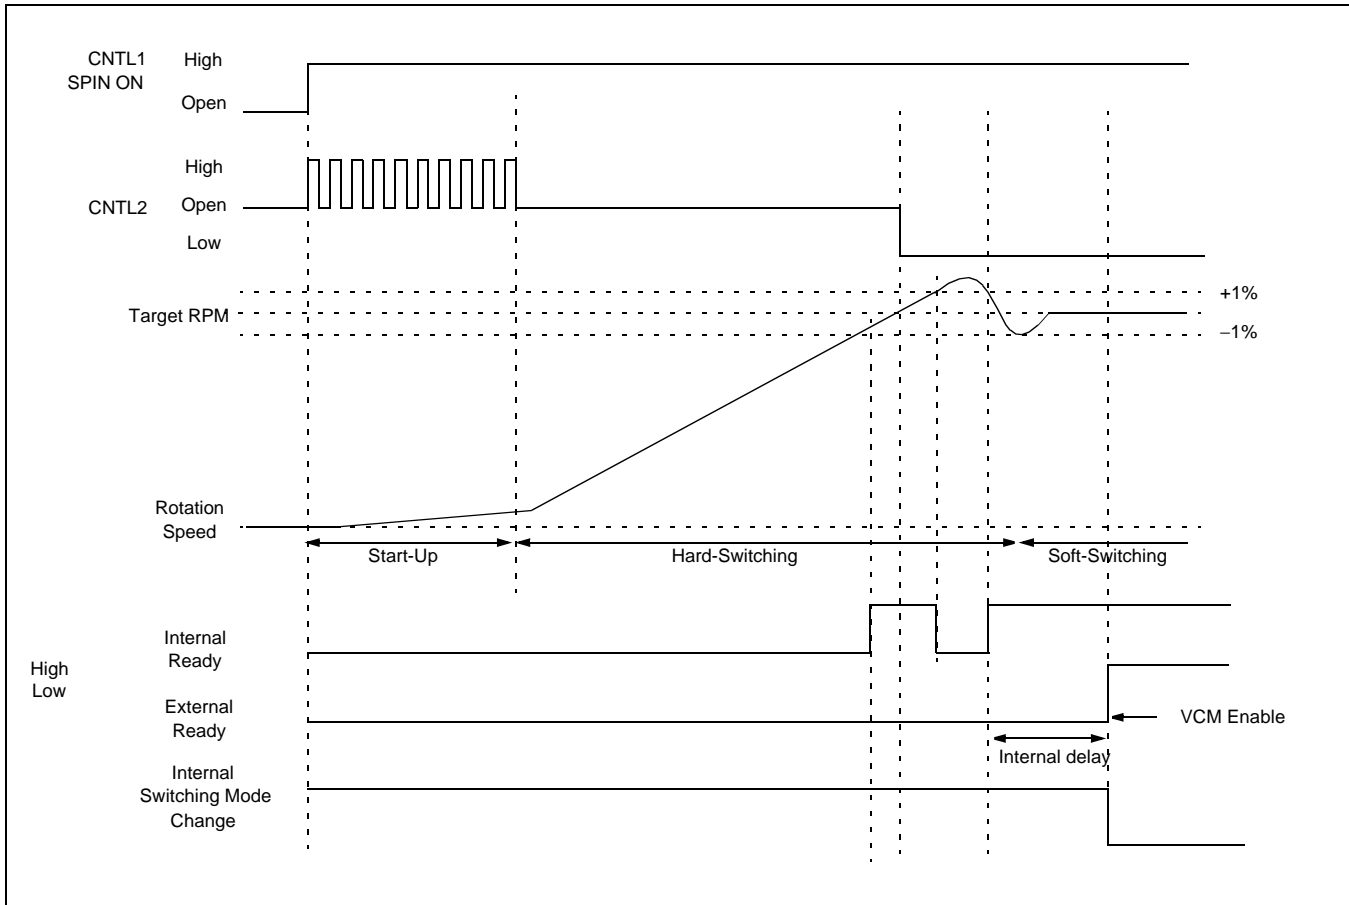 CNTL1 High
SPIN ON
Open
High
CNTL2 Open
Low
+1%
Target RPM
−1%
Rotation
Speed
Start-Up Hard-Switching Soft-Switching
Internal
Ready
High
Low
External
Ready
VCM Enable
Internal delay
Internal
Switching Mode
Change